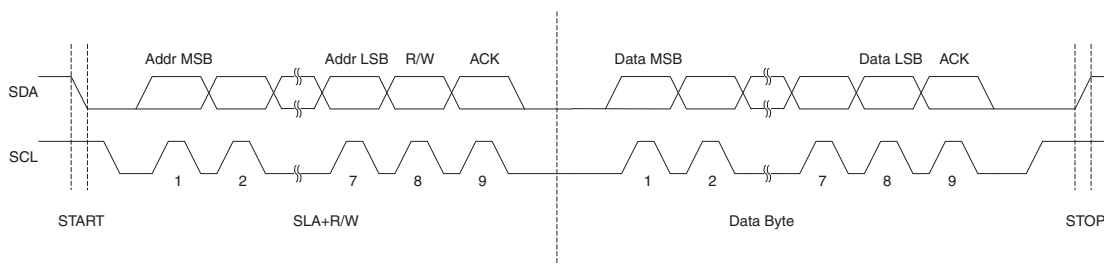 Addr MSB Addr LSB R/W ACK Data MSB Data LSB ACK
SDA
SCL
1 2 7 8 9 1 2 7 8 9
START SLA+R/W Data Byte STOP